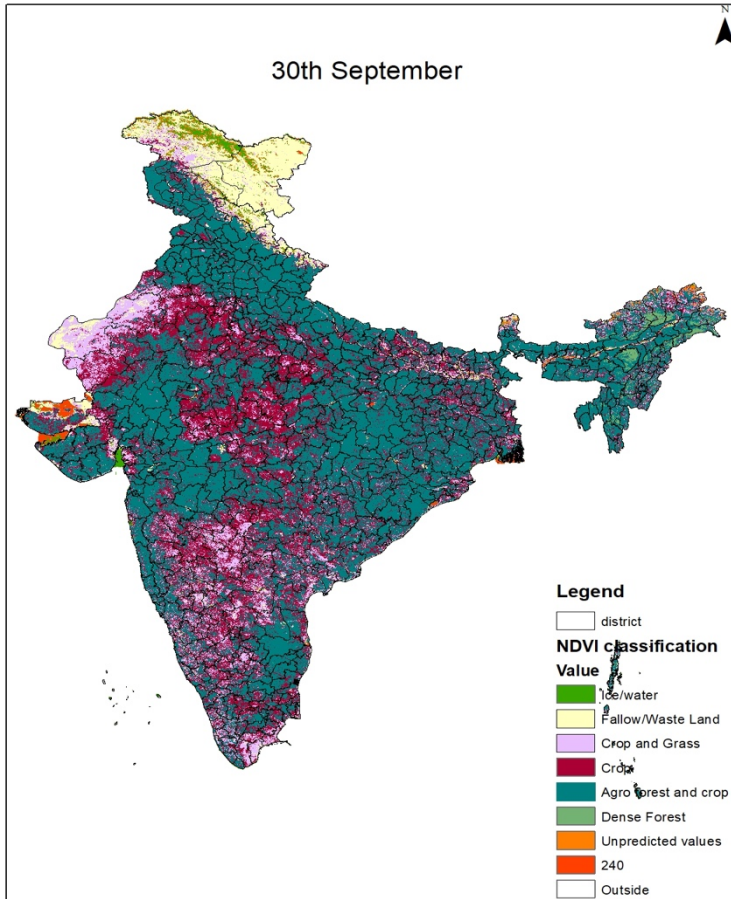 N
30th September
Legend
district
NDVI classification
Value
Ice/water
Fallow/Waste Land
Crop and Grass
Crop
Agro forest and crop
Dense Forest
Unpredicted values
240
Outside